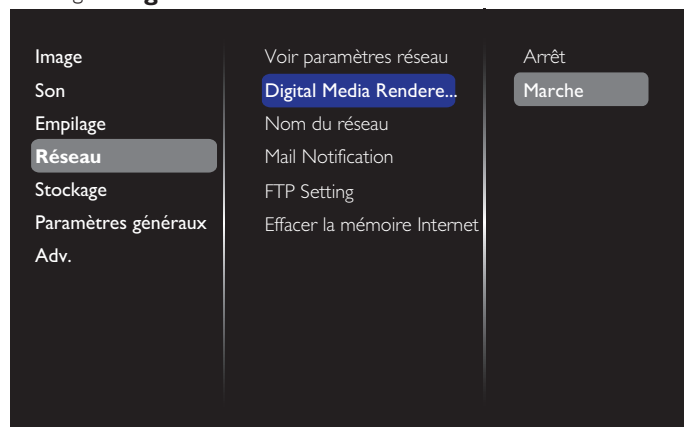 Image
Son
Empilage
Réseau
Stockage
Paramètres généraux
Adv.
Voir paramètres réseau
Digital Media Rendere...
Nom du réseau
Mail Notification
FTP Setting
Effacer la mémoire Internet
Arrêt
Marche